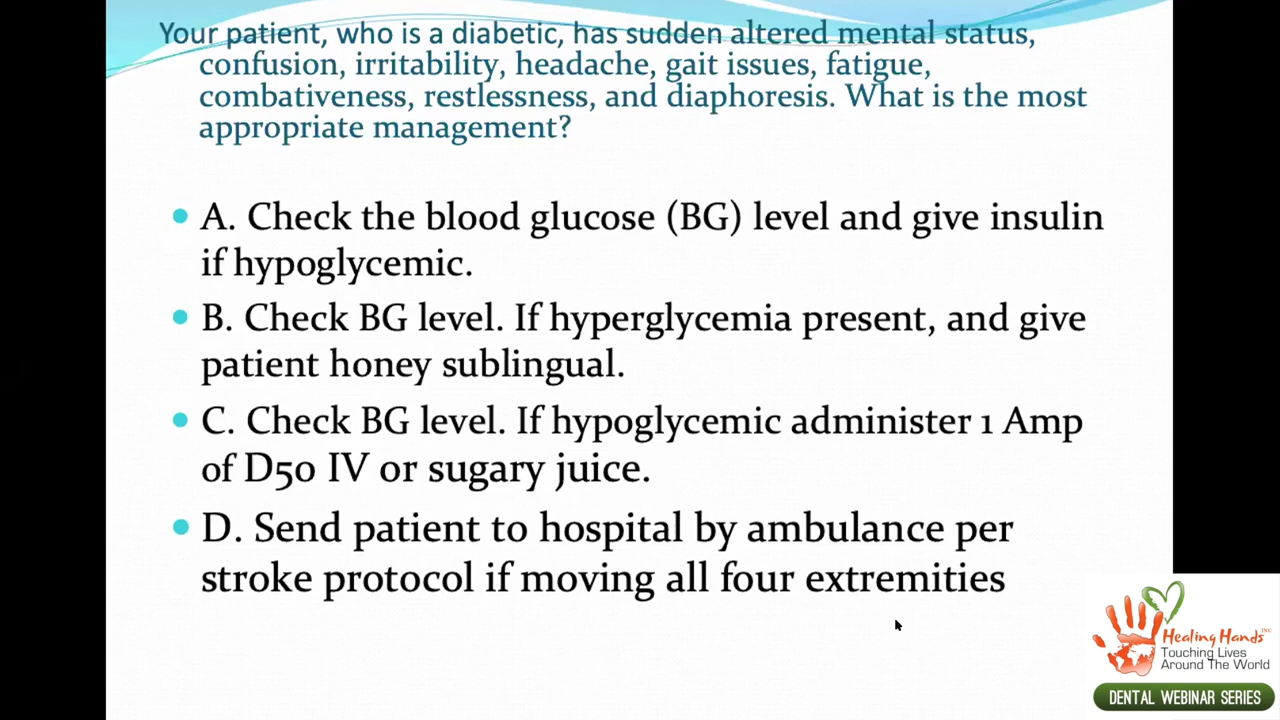 Your patient, who is a diabetic, has sudden altered mental status,
confusion, irritability, headache, gait issues, fatigue,
combativeness, restlessness, and diaphoresis. What is the most
appropriate management?
• A. Check the blood glucose (BG) level and give insulin
if hypoglycemic.
• B. Check BG level. If hyperglycemia present, and give
patient honey sublingual.
• C. Check BG level. If hypoglycemic administer 1 Amp
of D50 IV or sugary juice.
• D. Send patient to hospital by ambulance per
stroke protocol if moving all four extremities
Healing Hands INC
Touching Lives
Around The World
DENTAL WEBINAR SERIES